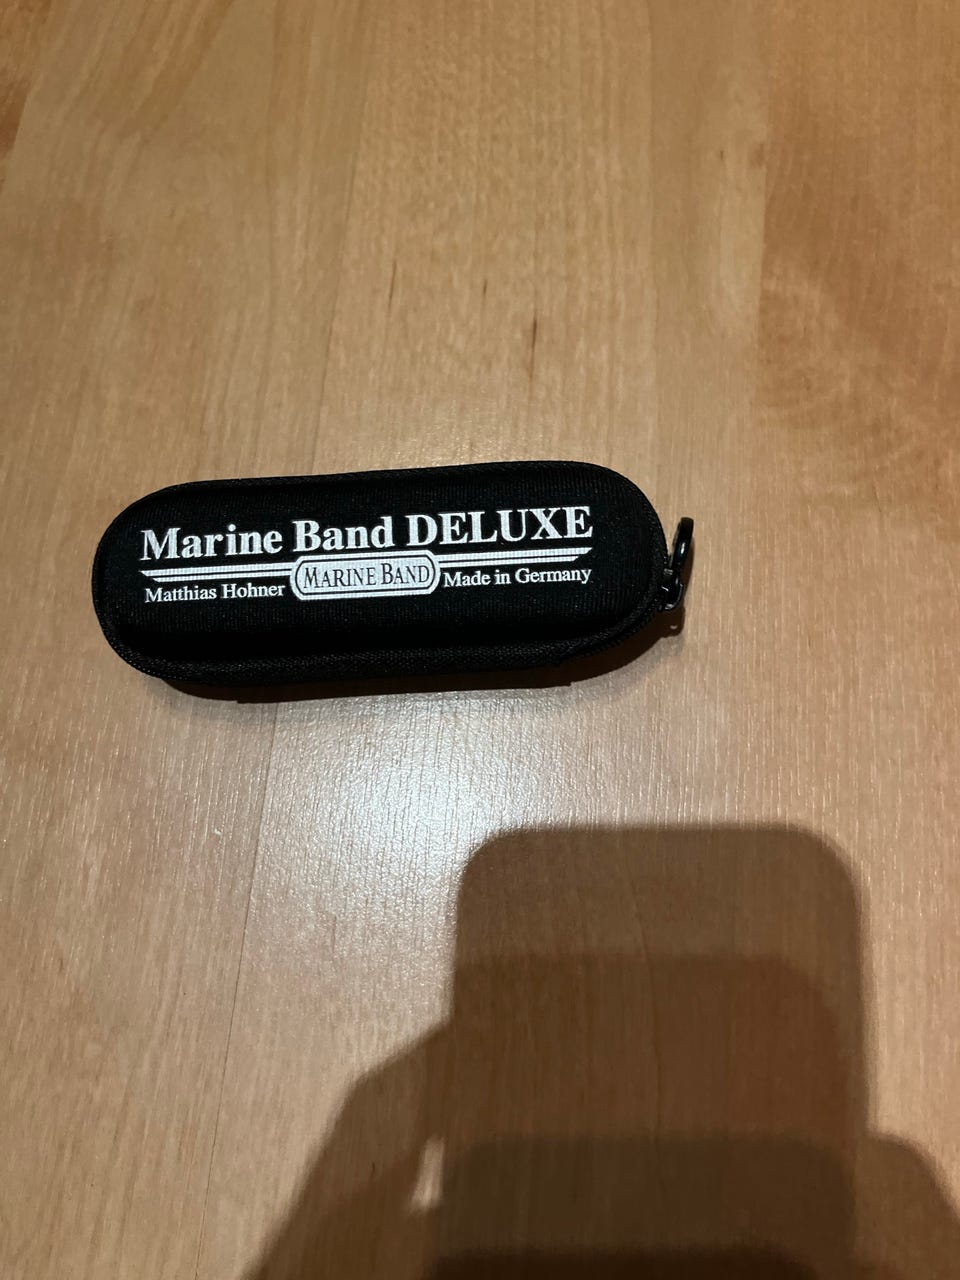 Marine Band DELUXE
Matthias Hohner MARINE BAND Made in Germany